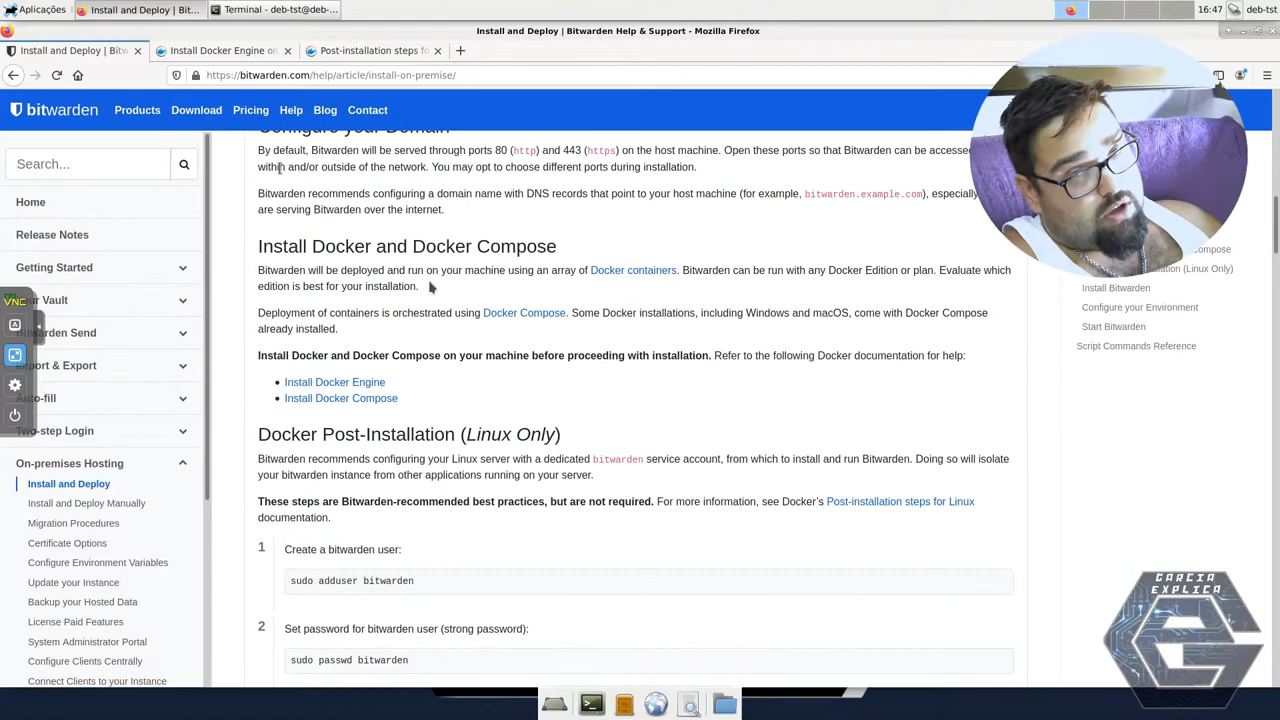 Aplicações
Install and Deploy | Bit...
Terminal - deb-tst@deb-...
16:47
deb-tst
Install and Deploy | Bitwarden Help & Support - Mozilla Firefox
Install and Deploy | Bitw
Install Docker Engine on
Post-installation steps fo
https://bitwarden.com/help/article/install-on-premise/
bitwarden
Products
Download
Pricing
Help
Blog
Contact
Search...
Home
Release Notes
Getting Started
Your Vault
Bitwarden Send
Import & Export
Auto-fill
Two-step Login
On-premises Hosting
Install and Deploy
Install and Deploy Manually
Migration Procedures
Certificate Options
Configure Environment Variables
Update your Instance
Backup your Hosted Data
License Paid Features
System Administrator Portal
Configure Clients Centrally
Connect Clients to your Instance
VNC
A
Configure your Domain
By default, Bitwarden will be served through ports 80 (http) and 443 (https) on the host machine. Open these ports so that Bitwarden can be accessed
within and/or outside of the network. You may opt to choose different ports during installation.
Bitwarden recommends configuring a domain name with DNS records that point to your host machine (for example, bitwarden.example.com), especially
are serving Bitwarden over the internet.
Install Docker and Docker Compose
Bitwarden will be deployed and run on your machine using an array of Docker containers. Bitwarden can be run with any Docker Edition or plan. Evaluate which
edition is best for your installation.
Deployment of containers is orchestrated using Docker Compose. Some Docker installations, including Windows and macOS, come with Docker Compose
already installed.
Install Docker and Docker Compose on your machine before proceeding with installation. Refer to the following Docker documentation for help:
• Install Docker Engine
• Install Docker Compose
Docker Post-Installation (Linux Only)
Bitwarden recommends configuring your Linux server with a dedicated bitwarden service account, from which to install and run Bitwarden. Doing so will isolate
your bitwarden instance from other applications running on your server.
These steps are Bitwarden-recommended best practices, but are not required. For more information, see Docker's Post-installation steps for Linux
documentation.
1
Create a bitwarden user:
sudo adduser bitwarden
2
Set password for bitwarden user (strong password):
sudo passwd bitwarden
Compose
(Linux Only)
Install Bitwarden
Configure your Environment
Start Bitwarden
Script Commands Reference
GARCIA
EXPLICA